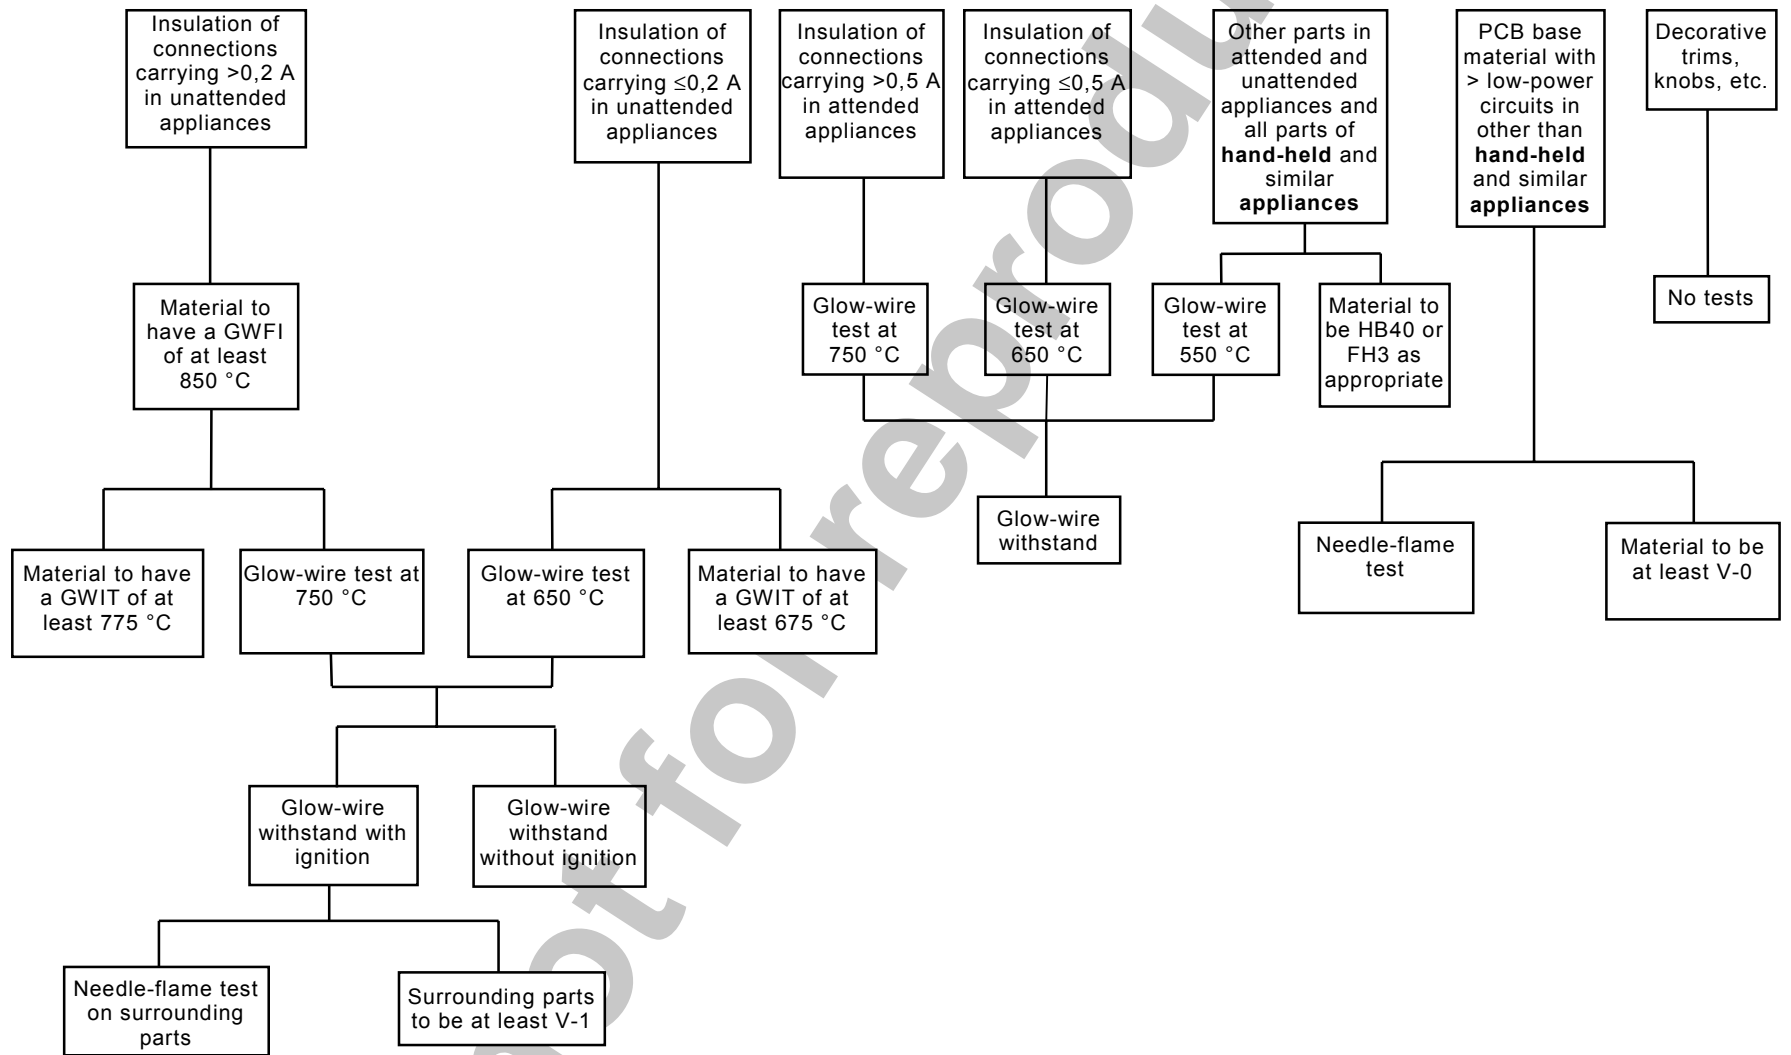 Insulation of
connections
carrying >0,2 A
in unattended
appliances
Insulation of
connections
carrying ≤0,2 A
in unattended
appliances
Insulation of
connections
carrying >0,5 A
in attended
appliances
Insulation of
connections
carrying ≤0,5 A
in attended
appliances
Other parts in
attended and
unattended
appliances and
all parts of
hand-held and
similar
appliances
PCB base
material with
> low-power
circuits in
other than
hand-held
and similar
appliances
Decorative
trims,
knobs, etc.
Material to
have a GWFI
of at least
850 °C
Glow-wire
test at
750 °C
Glow-wire
test at
650 °C
Glow-wire
test at
550 °C
Material to
be HB40 or
FH3 as
appropriate
No tests
Glow-wire
withstand
Material to have
a GWIT of at
least 775 °C
Glow-wire test at
750 °C
Glow-wire test
at 650 °C
Material to have
a GWIT of at
least 675 °C
Needle-flame
test
Material to be
at least V-0
Glow-wire
withstand with
ignition
Glow-wire
withstand
without ignition
Needle-flame test
on surrounding
parts
Surrounding parts
to be at least V-1
not for reprodu